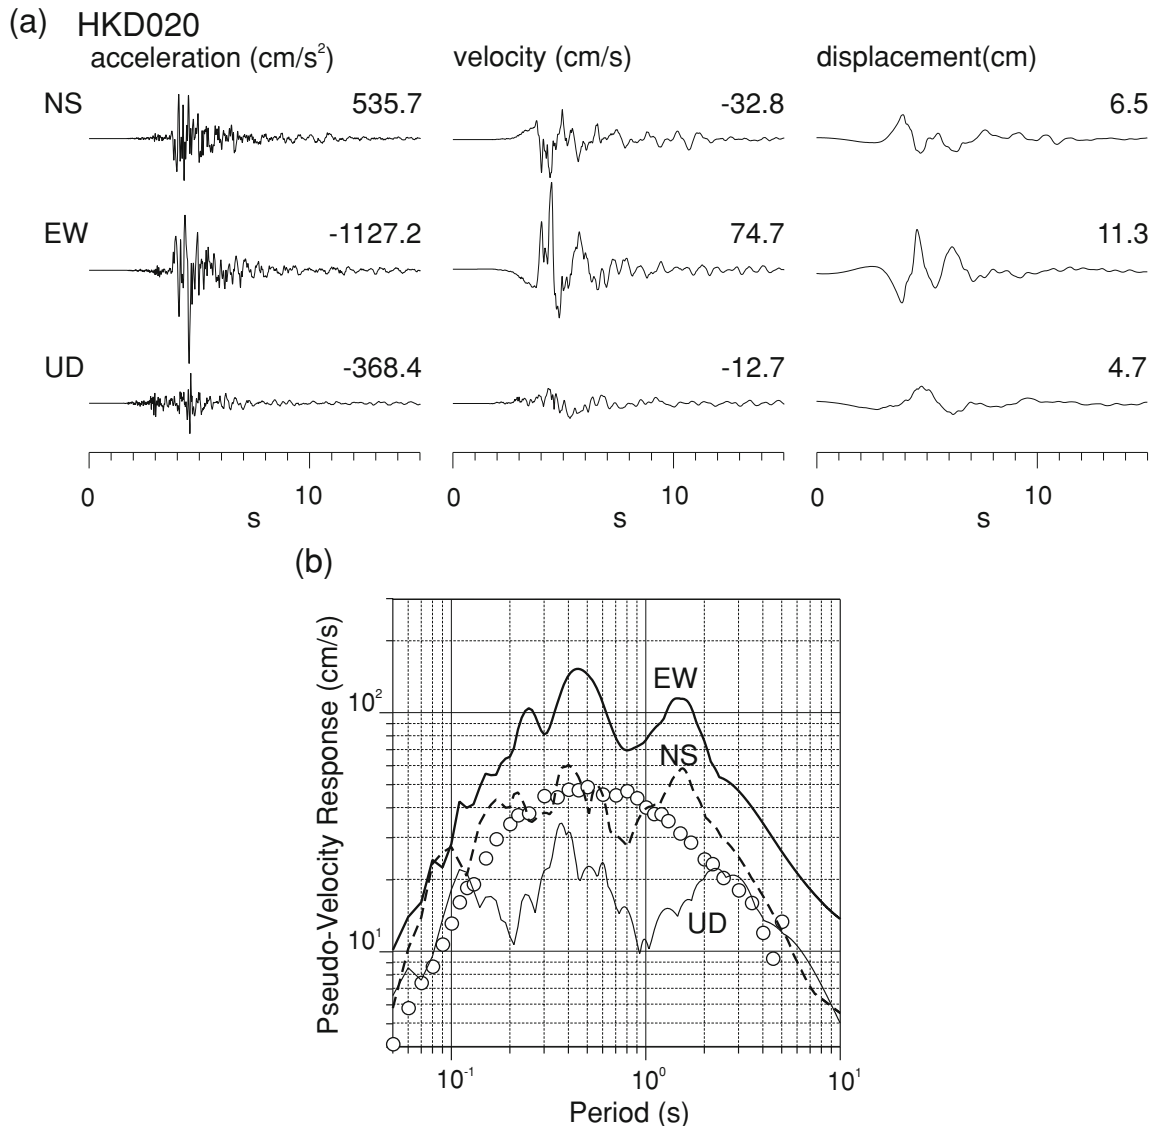 (a) HKD020
acceleration (cm/s²) velocity (cm/s) displacement(cm)
NS 535.7 -32.8 6.5
EW -1127.2 74.7 11.3
UD -368.4 -12.7 4.7
0 10 0 10 0 10
s s s
(b)
Pseudo-Velocity Response (cm/s)
10²
10¹
EW
NS
UD
10⁻¹ 10⁰ 10¹
Period (s)